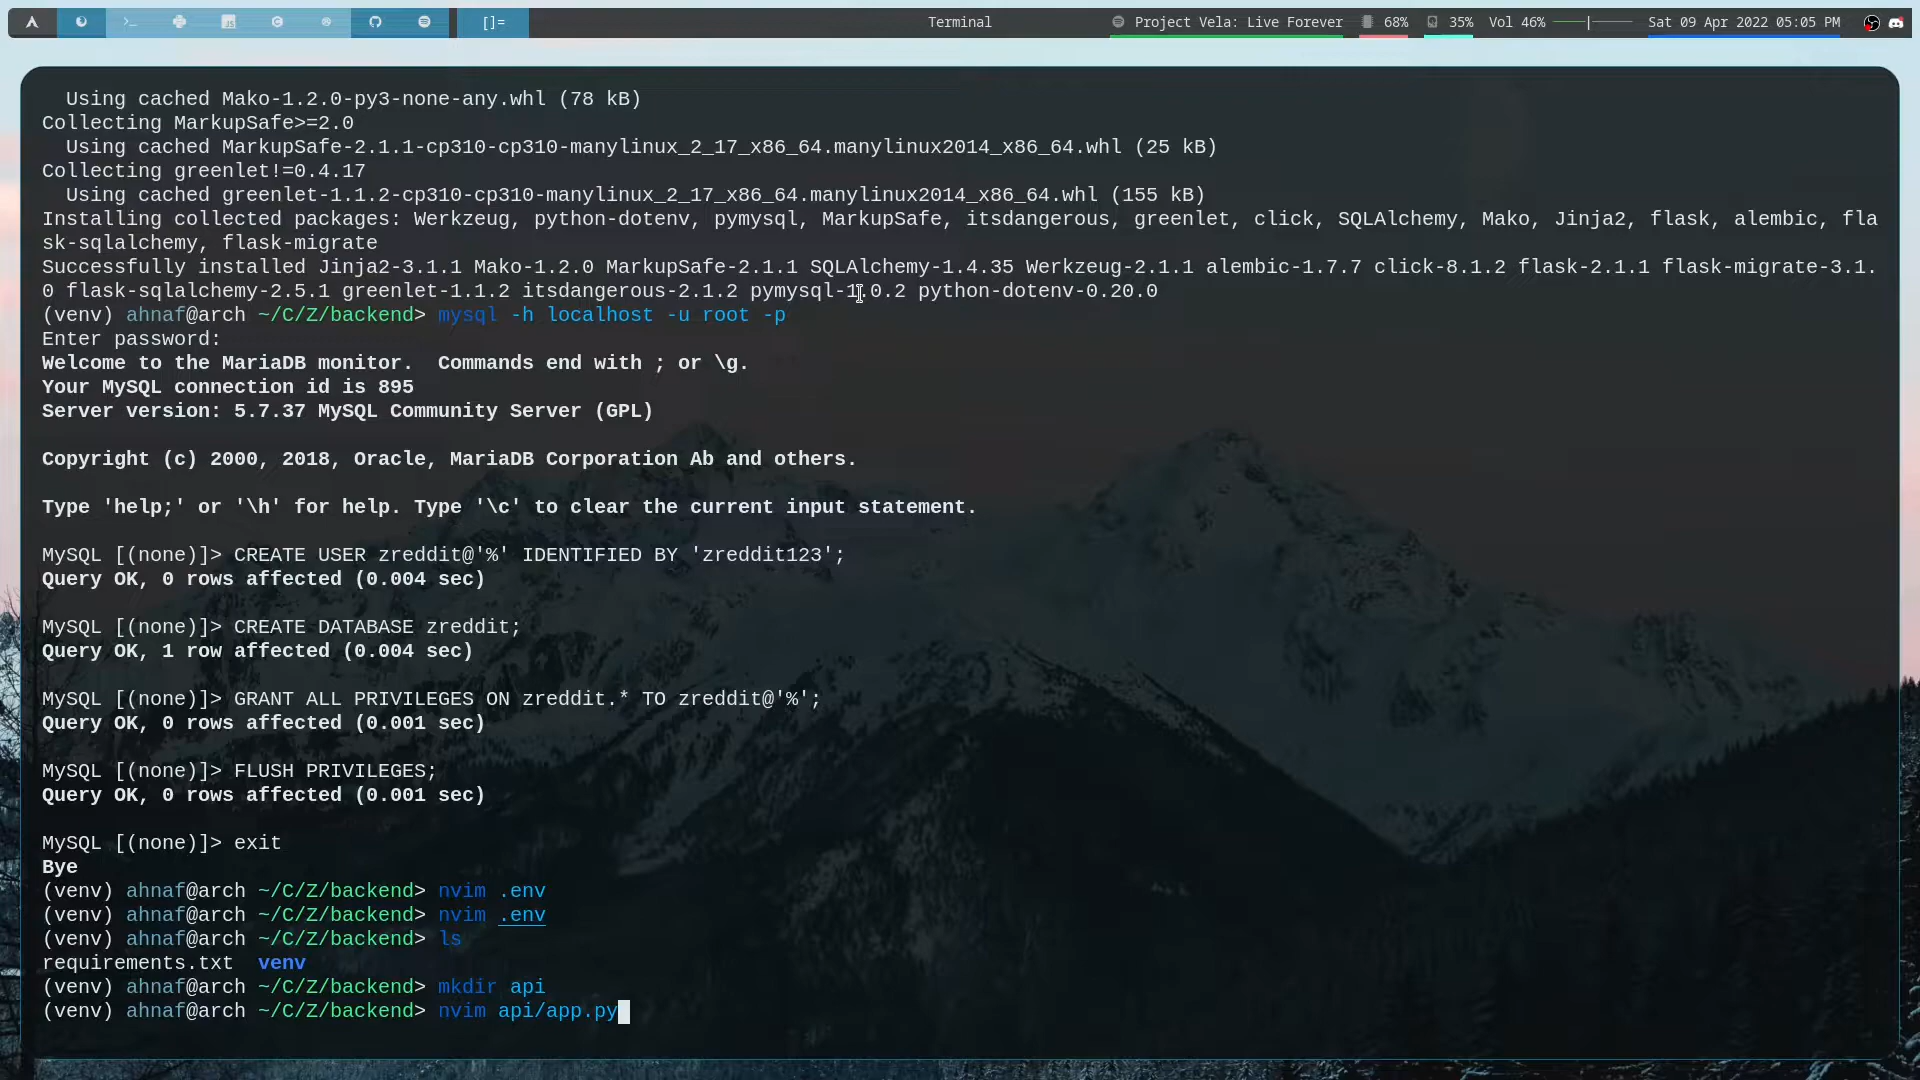 []=
Terminal
Project Vela: Live Forever
68%
35%
Vol 46%
Sat 09 Apr 2022 05:05 PM
Using cached Mako-1.2.0-py3-none-any.whl (78 kB)
Collecting MarkupSafe>=2.0
Using cached MarkupSafe-2.1.1-cp310-cp310-manylinux_2_17_x86_64.manylinux2014_x86_64.whl (25 kB)
Collecting greenlet!=0.4.17
Using cached greenlet-1.1.2-cp310-cp310-manylinux_2_17_x86_64.manylinux2014_x86_64.whl (155 kB)
Installing collected packages: Werkzeug, python-dotenv, pymysql, MarkupSafe, itsdangerous, greenlet, click, SQLAlchemy, Mako, Jinja2, flask, alembic, fla
sk-sqlalchemy, flask-migrate
Successfully installed Jinja2-3.1.1 Mako-1.2.0 MarkupSafe-2.1.1 SQLAlchemy-1.4.35 Werkzeug-2.1.1 alembic-1.7.7 click-8.1.2 flask-2.1.1 flask-migrate-3.1.
0 flask-sqlalchemy-2.5.1 greenlet-1.1.2 itsdangerous-2.1.2 pymysql-1.0.2 python-dotenv-0.20.0
(venv) ahnaf@arch ~/C/Z/backend> mysql -h localhost -u root -p
Enter password:
Welcome to the MariaDB monitor.  Commands end with ; or \g.
Your MySQL connection id is 895
Server version: 5.7.37 MySQL Community Server (GPL)
Copyright (c) 2000, 2018, Oracle, MariaDB Corporation Ab and others.
Type 'help;' or '\h' for help. Type '\c' to clear the current input statement.
MySQL [(none)]> CREATE USER zreddit@'%' IDENTIFIED BY 'zreddit123';
Query OK, 0 rows affected (0.004 sec)
MySQL [(none)]> CREATE DATABASE zreddit;
Query OK, 1 row affected (0.004 sec)
MySQL [(none)]> GRANT ALL PRIVILEGES ON zreddit.* TO zreddit@'%';
Query OK, 0 rows affected (0.001 sec)
MySQL [(none)]> FLUSH PRIVILEGES;
Query OK, 0 rows affected (0.001 sec)
MySQL [(none)]> exit
Bye
(venv) ahnaf@arch ~/C/Z/backend> nvim .env
(venv) ahnaf@arch ~/C/Z/backend> nvim .env
(venv) ahnaf@arch ~/C/Z/backend> ls
requirements.txt  venv
(venv) ahnaf@arch ~/C/Z/backend> mkdir api
(venv) ahnaf@arch ~/C/Z/backend> nvim api/app.py